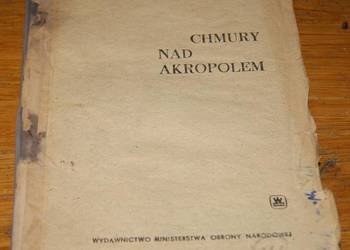 CHMURY
NAD
AKROPOLEM
WYDAWNICTWO MINISTERSTWA OBRONY NARODOWEJ